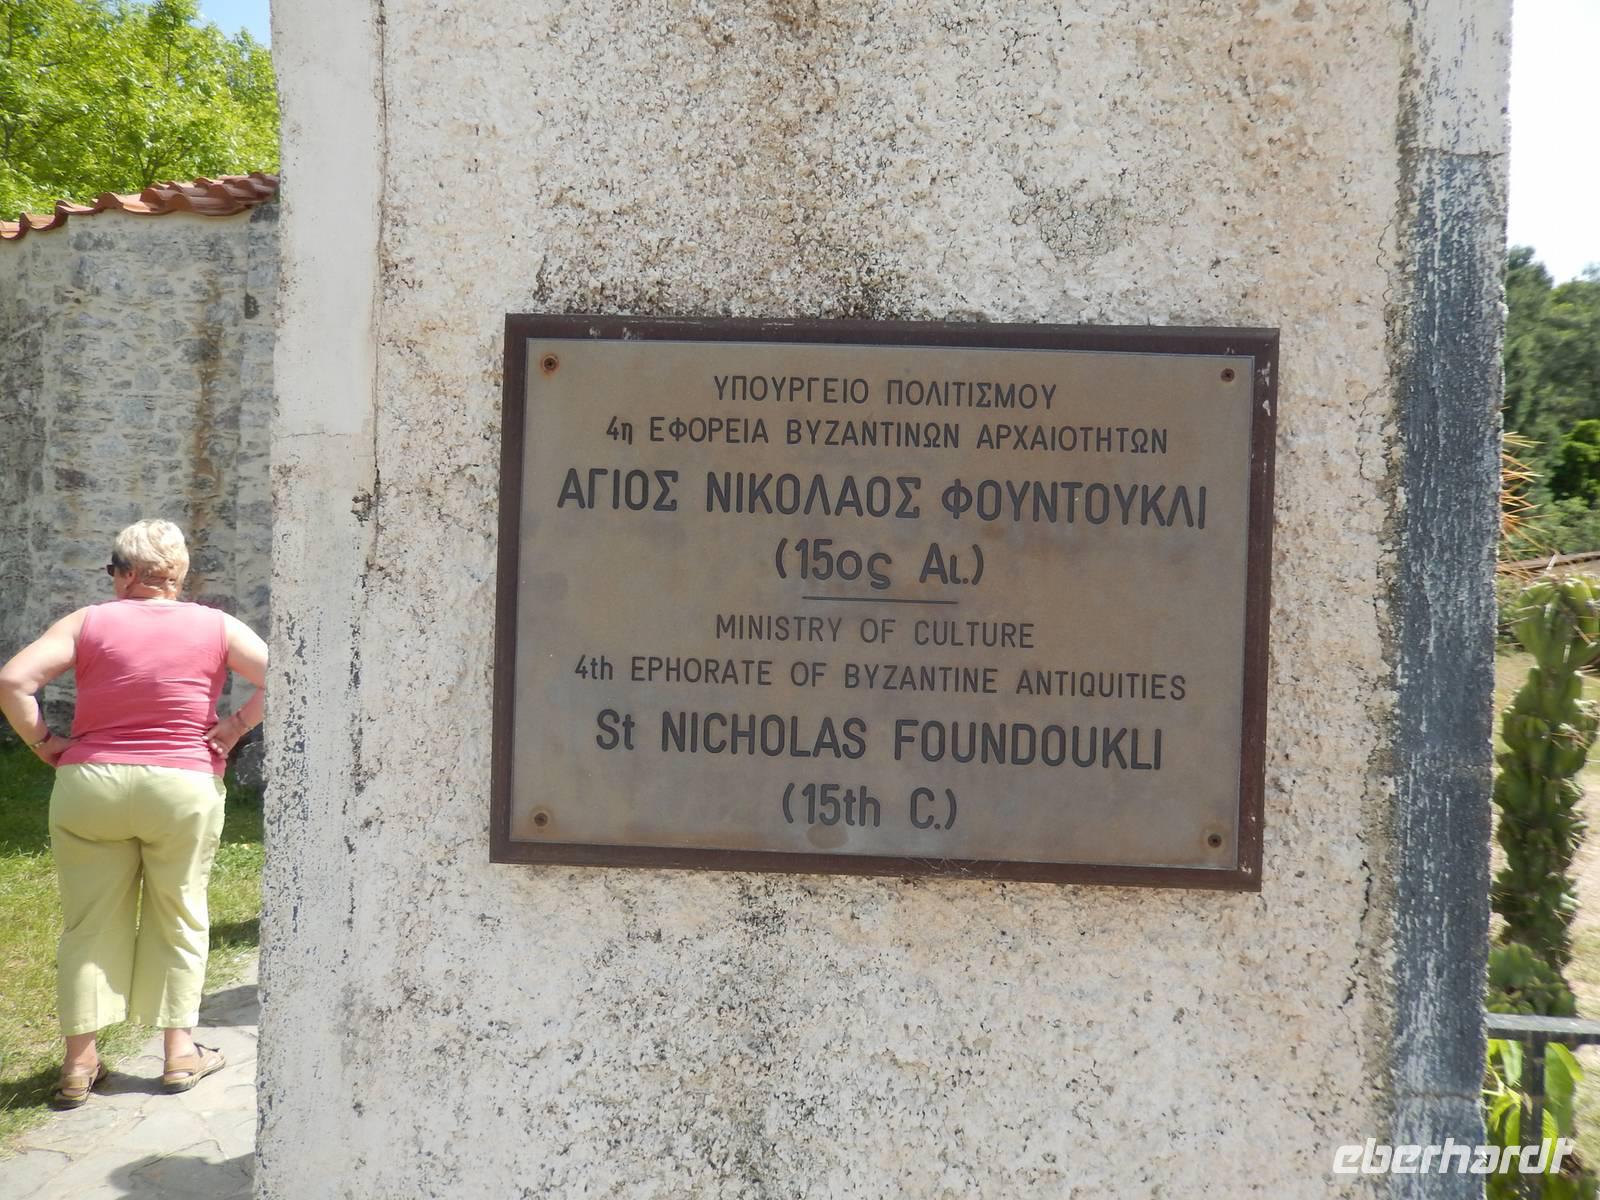 ΥΠΟΥΡΓΕΙΟ ΠΟΛΙΤΙΣΜΟΥ
4η ΕΦΟΡΕΙΑ ΒΥΖΑΝΤΙΝΩΝ ΑΡΧΑΙΟΤΗΤΩΝ
ΑΓΙΟΣ ΝΙΚΟΛΑΟΣ ΦΟΥΝΤΟΥΚΛΙ
(15ος Αι.)
MINISTRY OF CULTURE
4th EPHORATE OF BYZANTINE ANTIQUITIES
St NICHOLAS FOUNDOUKLI
(15th C.)
eberhardt